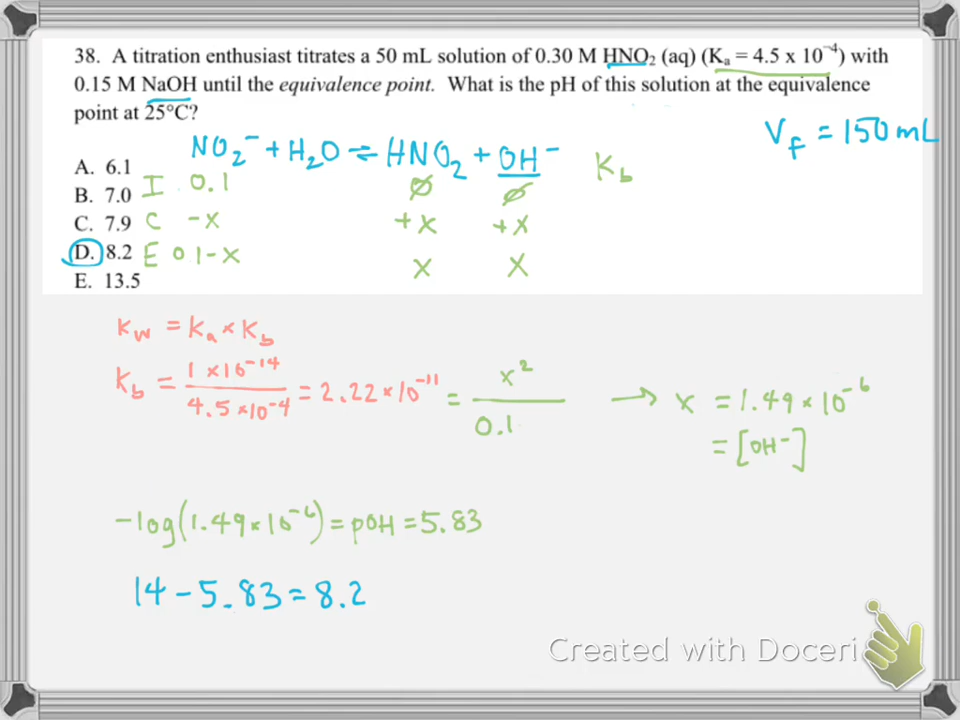 38. A titration enthusiast titrates a 50 mL solution of 0.30 M HNO₂ (aq) (Kₐ = 4.5 x 10⁻⁴) with
0.15 M NaOH until the equivalence point. What is the pH of this solution at the equivalence
point at 25°C?
V_f = 150 mL
NO₂⁻ + H₂O ⇌ HNO₂ + OH⁻ K_b
A. 6.1
I 0.1 ∅ ∅
B. 7.0
C. 7.9
C -x +x +x
D. 8.2
E 0.1-x x x
E. 13.5
Kw = Ka × Kb
Kb = 1 × 10⁻¹⁴ / 4.5 × 10⁻⁴ = 2.22 × 10⁻¹¹ = x² / 0.1 → x = 1.49 × 10⁻⁶
= [OH⁻]
-log(1.49 × 10⁻⁶) = pOH = 5.83
14 - 5.83 = 8.2
Created with Doceri